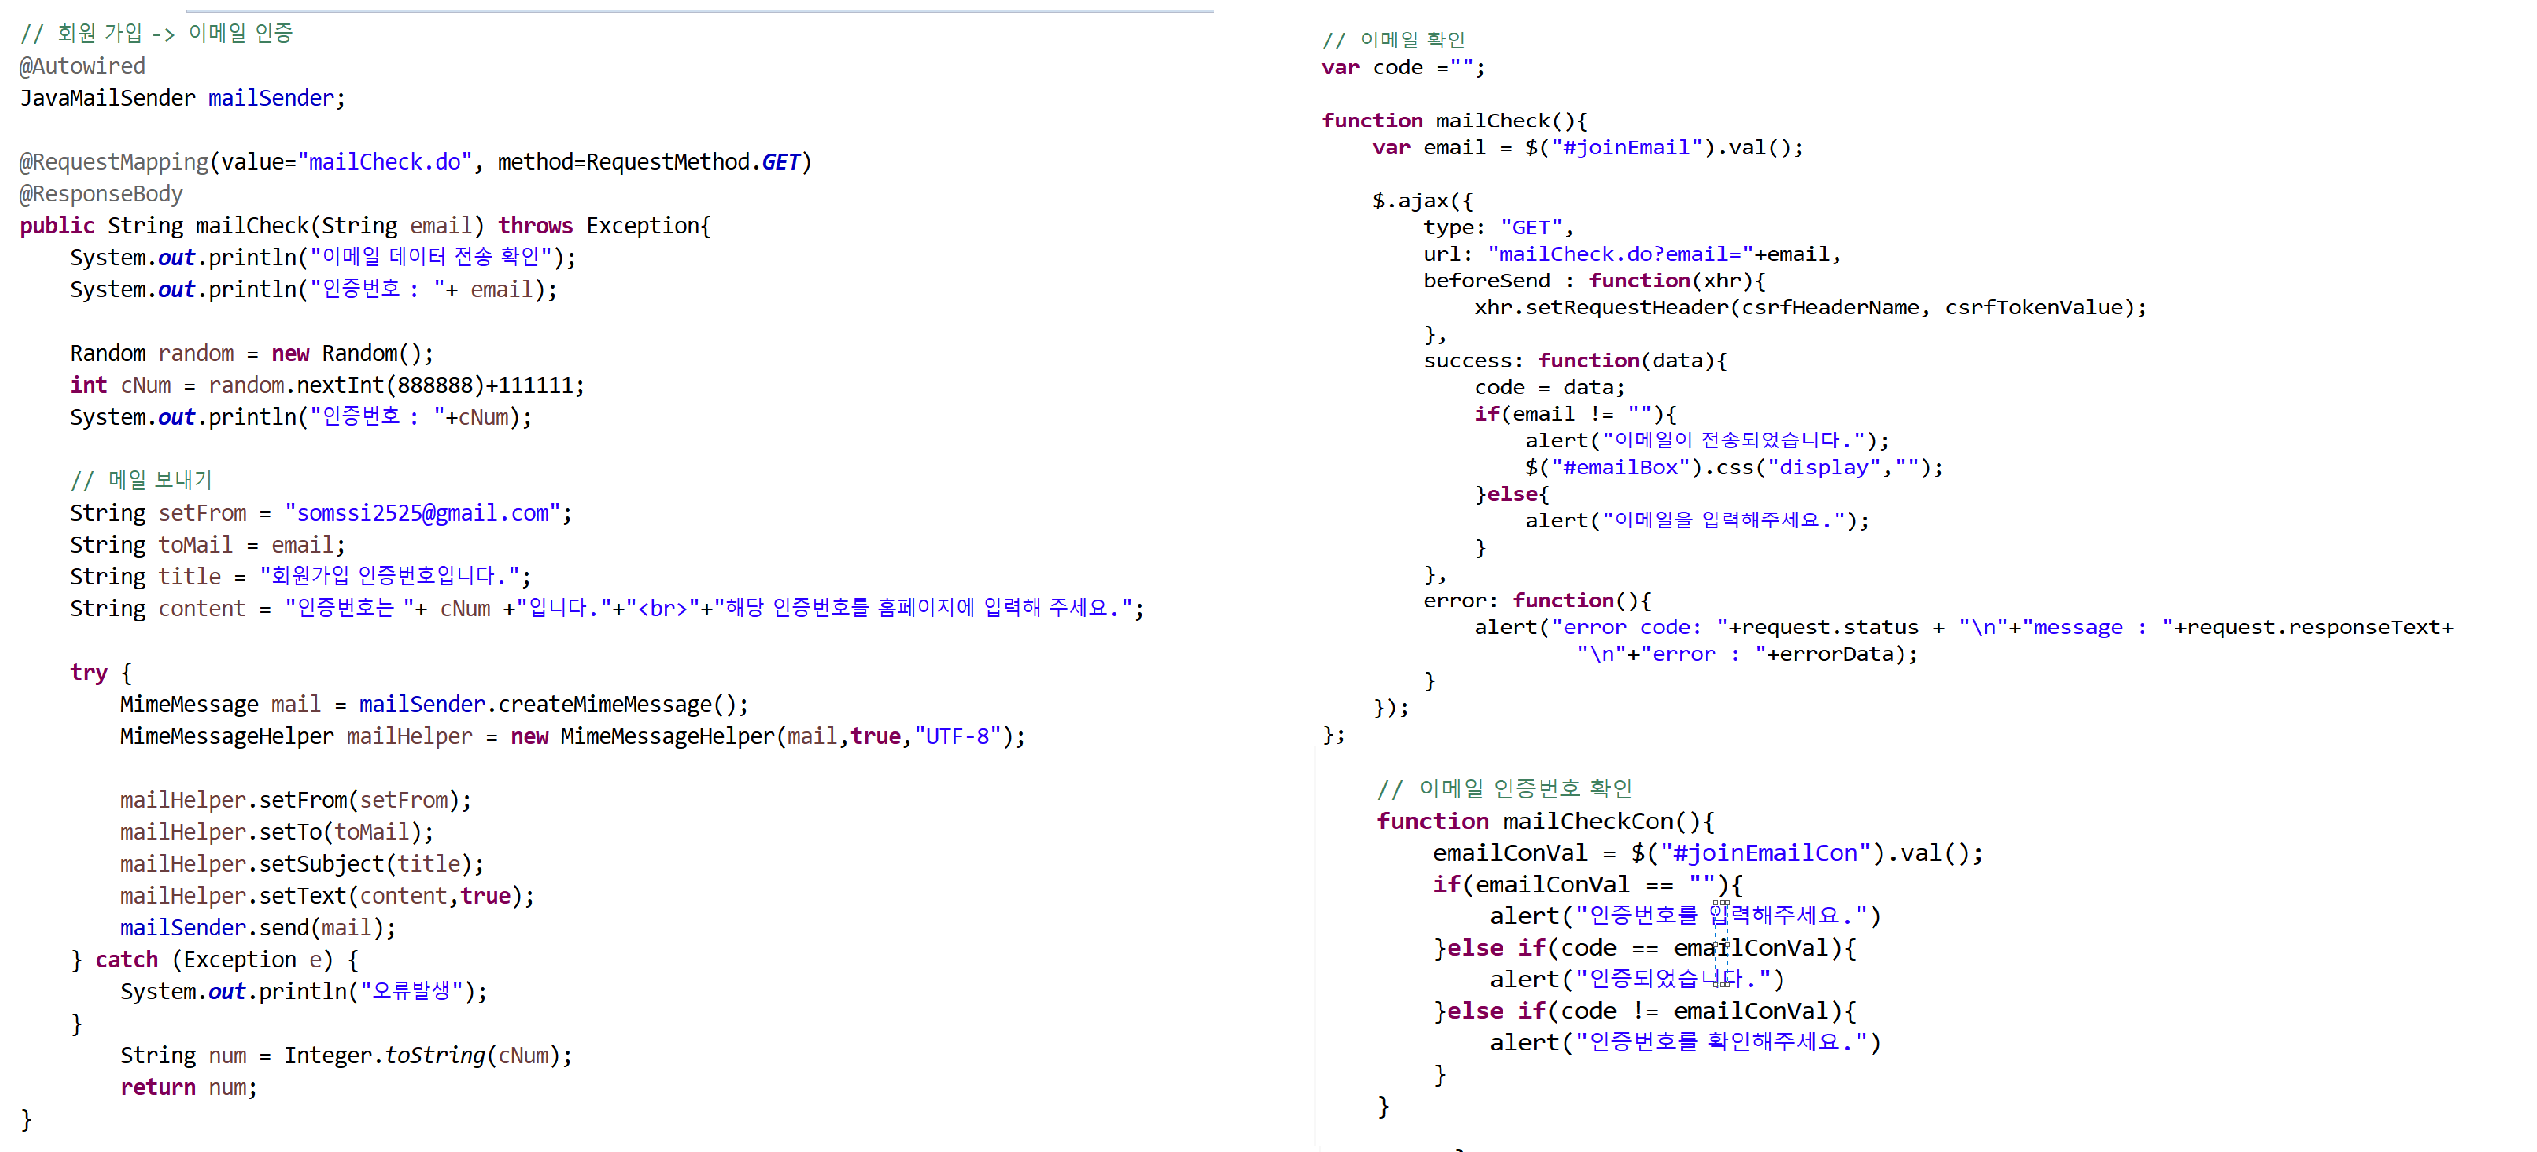 // 회원 가입 -> 이메일 인증
@Autowired
JavaMailSender mailSender;
@RequestMapping(value="mailCheck.do", method=RequestMethod.GET)
@ResponseBody
public String mailCheck(String email) throws Exception{
System.out.println("이메일 데이터 전송 확인");
System.out.println("인증번호 : "+ email);
Random random = new Random();
int cNum = random.nextInt(888888)+111111;
System.out.println("인증번호 : "+cNum);
// 메일 보내기
String setFrom = "somssi2525@gmail.com";
String toMail = email;
String title = "회원가입 인증번호입니다.";
String content = "인증번호는 "+ cNum +"입니다."+"<br>"+"해당 인증번호를 홈페이지에 입력해 주세요.";
try {
MimeMessage mail = mailSender.createMimeMessage();
MimeMessageHelper mailHelper = new MimeMessageHelper(mail,true,"UTF-8");
mailHelper.setFrom(setFrom);
mailHelper.setTo(toMail);
mailHelper.setSubject(title);
mailHelper.setText(content,true);
mailSender.send(mail);
} catch (Exception e) {
System.out.println("오류발생");
}
String num = Integer.toString(cNum);
return num;
}
// 이메일 확인
var code ="";
function mailCheck(){
var email = $("#joinEmail").val();
$.ajax({
type: "GET",
url: "mailCheck.do?email="+email,
beforeSend : function(xhr){
xhr.setRequestHeader(csrfHeaderName, csrfTokenValue);
},
success: function(data){
code = data;
if(email != ""){
alert("이메일이 전송되었습니다.");
$("#emailBox").css("display","");
}else{
alert("이메일을 입력해주세요.");
}
},
error: function(){
alert("error code: "+request.status + "\n"+"message : "+request.responseText+
"\n"+"error : "+errorData);
}
});
};
// 이메일 인증번호 확인
function mailCheckCon(){
emailConVal = $("#joinEmailCon").val();
if(emailConVal == ""){
alert("인증번호를 입력해주세요.")
}else if(code == emailConVal){
alert("인증되었습니다.")
}else if(code != emailConVal){
alert("인증번호를 확인해주세요.")
}
}